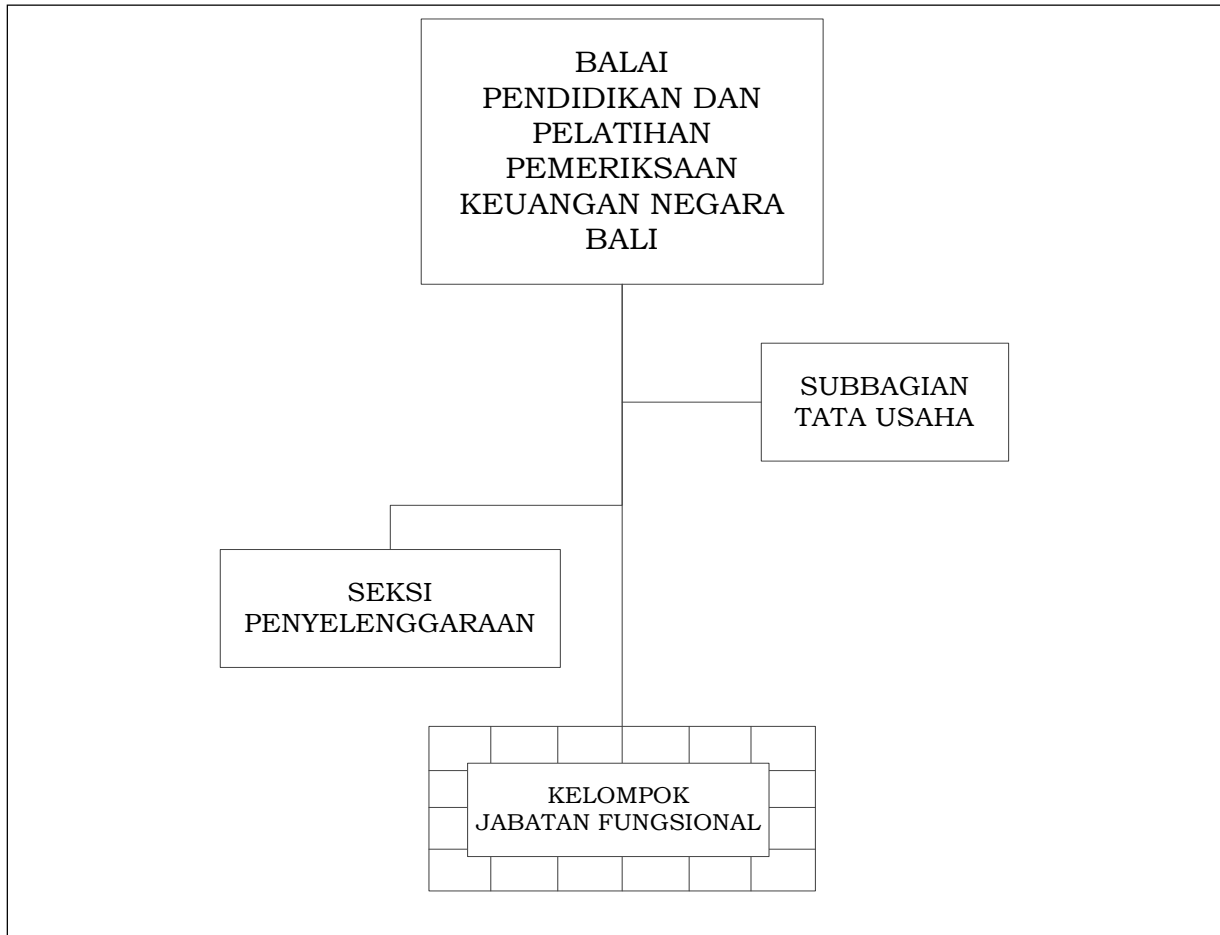 BALAI
PENDIDIKAN DAN
PELATIHAN
PEMERIKSAAN
KEUANGAN NEGARA
BALI
SUBBAGIAN
TATA USAHA
SEKSI
PENYELENGGARAAN
KELOMPOK
JABATAN FUNGSIONAL